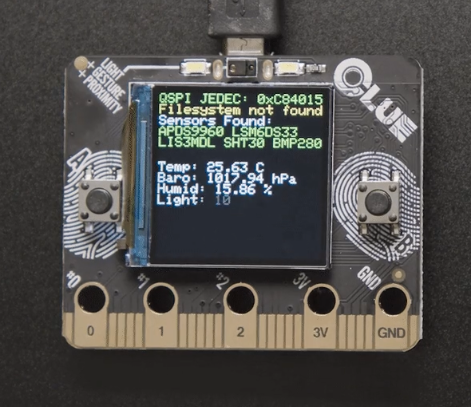 LIGHT
+ GESTURE
+ PROXIMITY
CLUE
QSPI JEDEC: 0xC84015
Filesystem not found
Sensors Found:
APDS9960 LSM6DS33
LIS3MDL SHT30 BMP280
Temp: 25.63 C
Baro: 1017.94 hPa
Humid: 15.86 %
Light: 10
A
B
#0
#1
#2
3V
GND
0
1
2
3V
GND